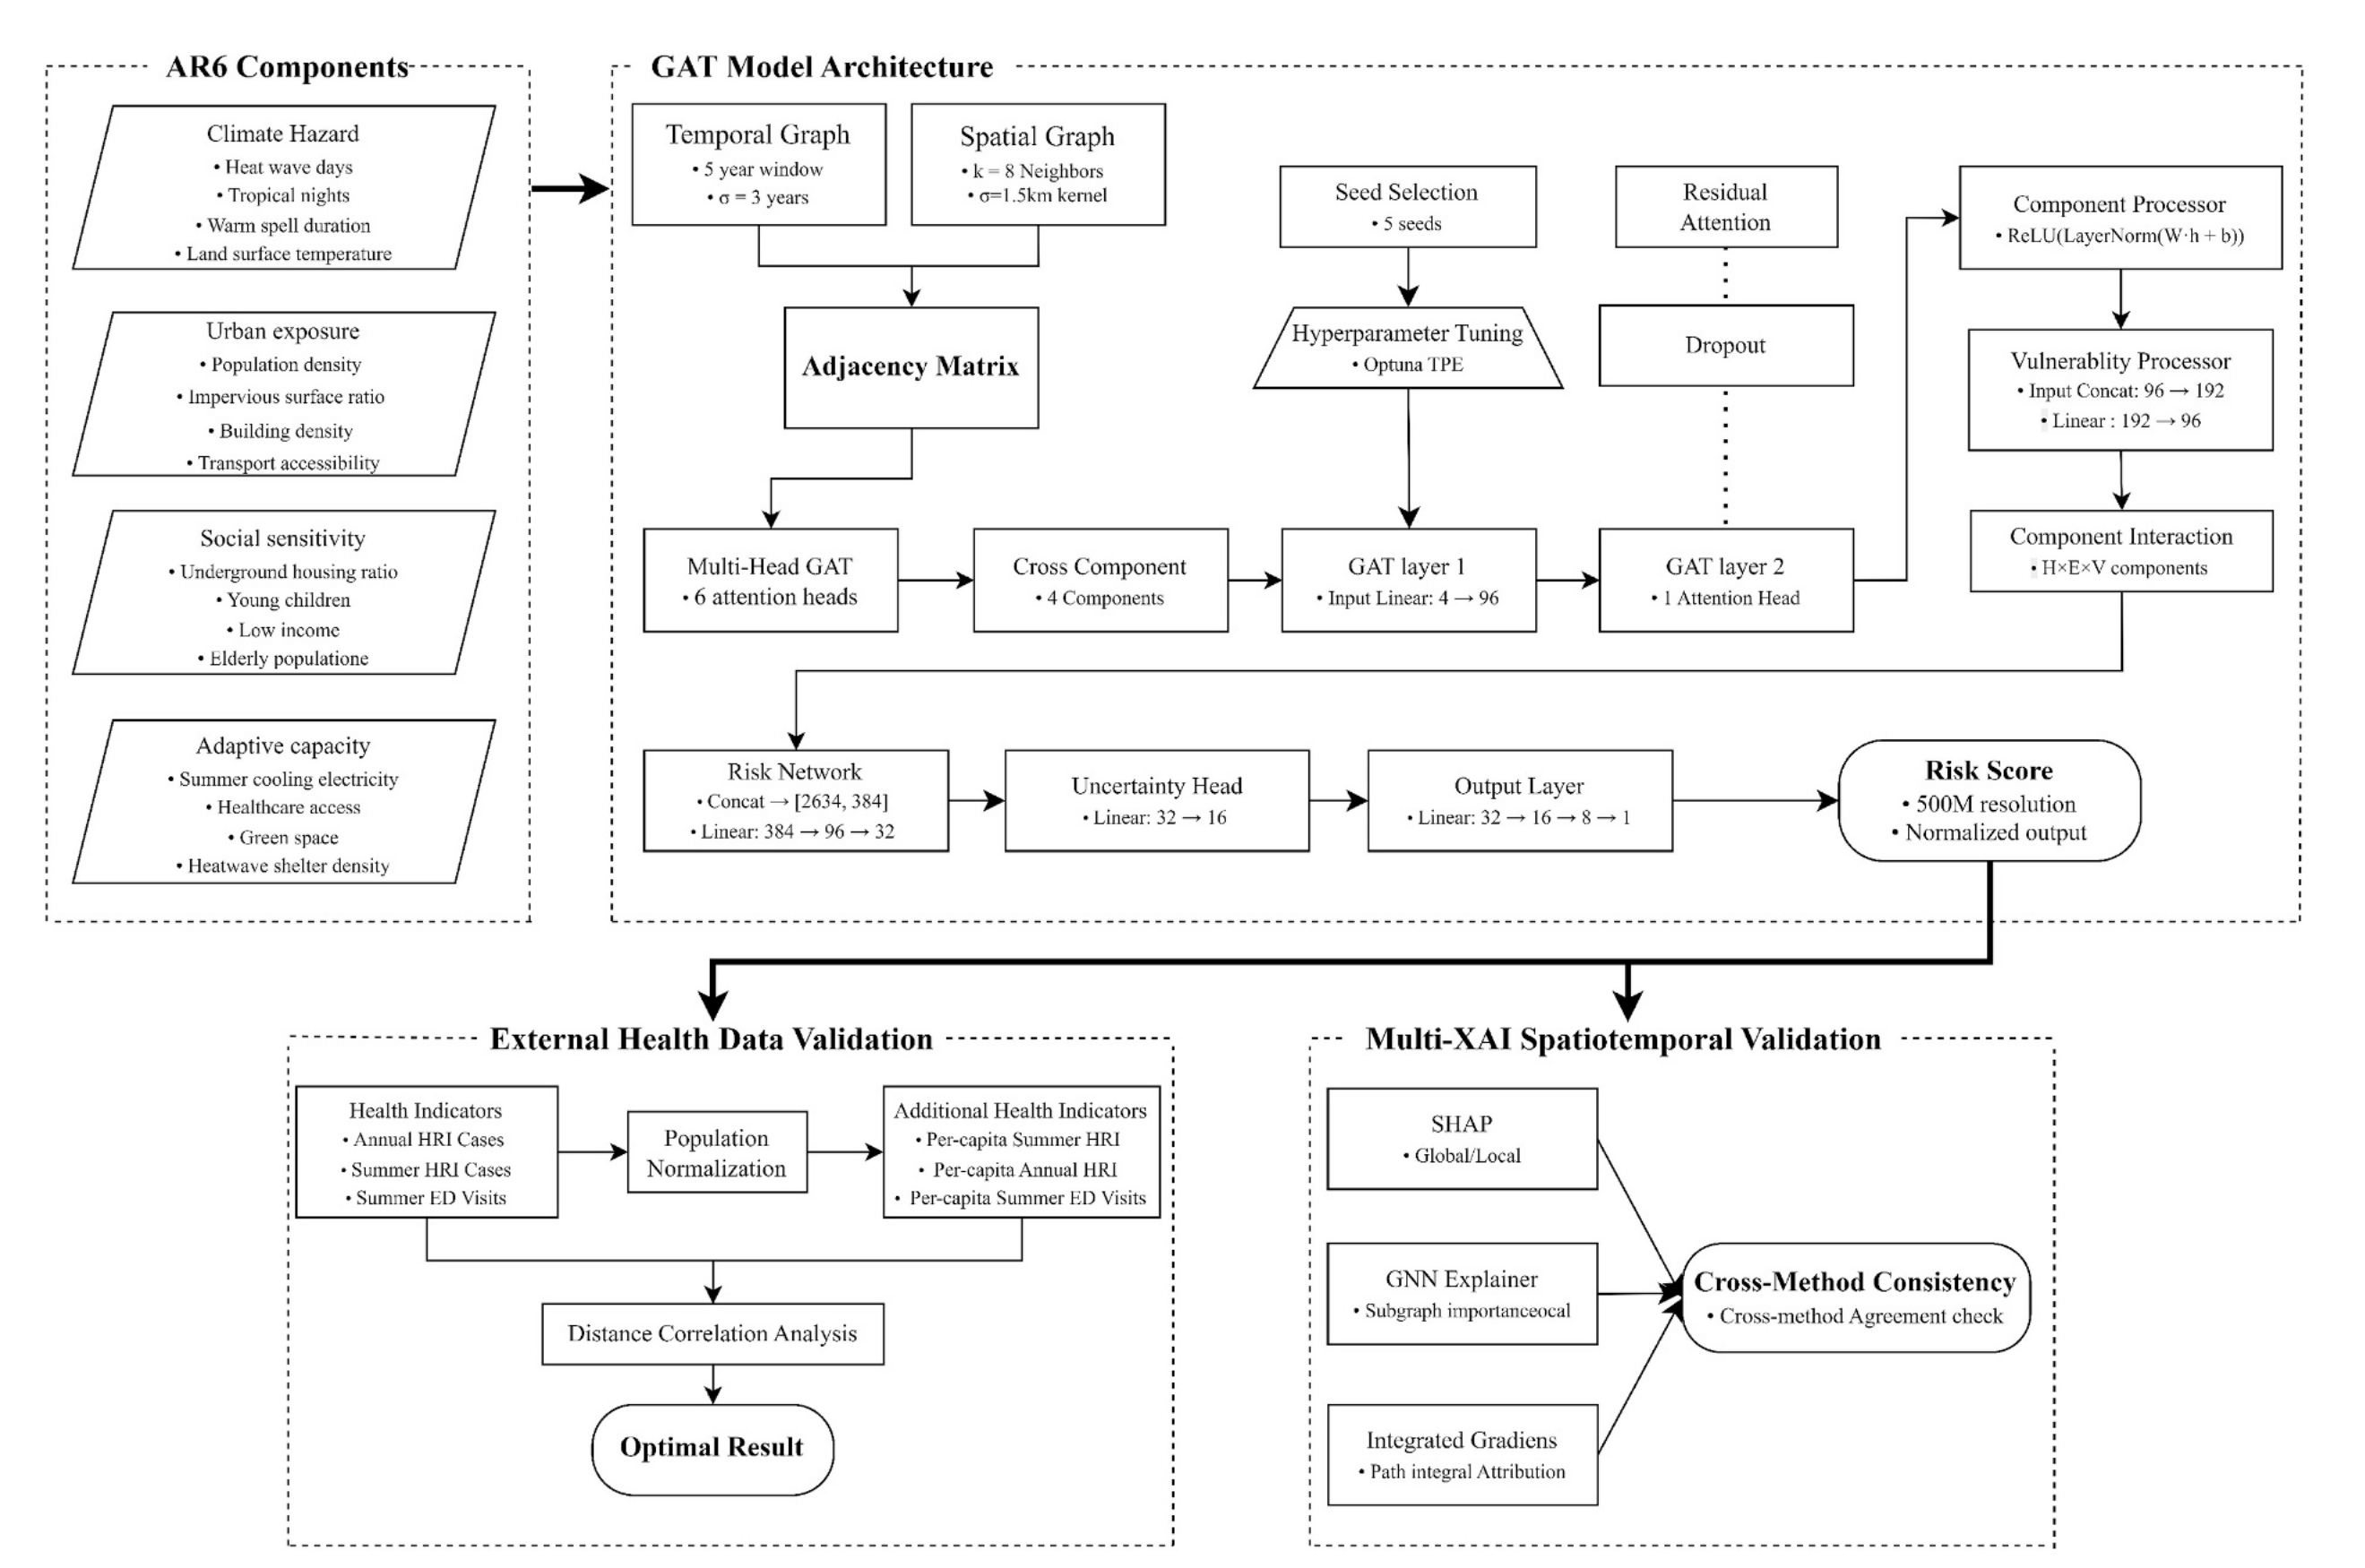 AR6 Components
Climate Hazard
• Heat wave days
• Tropical nights
• Warm spell duration
• Land surface temperature
Urban exposure
• Population density
• Impervious surface ratio
• Building density
• Transport accessibility
Social sensitivity
• Underground housing ratio
• Young children
• Low income
• Elderly populatione
Adaptive capacity
• Summer cooling electricity
• Healthcare access
• Green space
• Heatwave shelter density
GAT Model Architecture
Temporal Graph
• 5 year window
• σ = 3 years
Spatial Graph
• k = 8 Neighbors
• σ=1.5km kernel
Adjacency Matrix
Seed Selection
• 5 seeds
Hyperparameter Tuning
• Optuna TPE
Residual
Attention
Dropout
Multi-Head GAT
• 6 attention heads
Cross Component
• 4 Components
GAT layer 1
• Input Linear: 4 → 96
GAT layer 2
• 1 Attention Head
Component Processor
• ReLU(LayerNorm(W·h + b))
Vulnerablity Processor
• Input Concat: 96 → 192
• Linear : 192 → 96
Component Interaction
• H×E×V components
Risk Network
• Concat → [2634, 384]
• Linear: 384 → 96 → 32
Uncertainty Head
• Linear: 32 → 16
Output Layer
• Linear: 32 → 16 → 8 → 1
Risk Score
• 500M resolution
• Normalized output
External Health Data Validation
Health Indicators
• Annual HRI Cases
• Summer HRI Cases
• Summer ED Visits
Population
Normalization
Additional Health Indicators
• Per-capita Summer HRI
• Per-capita Annual HRI
• Per-capita Summer ED Visits
Distance Correlation Analysis
Optimal Result
Multi-XAI Spatiotemporal Validation
SHAP
• Global/Local
GNN Explainer
• Subgraph importanceocal
Integrated Gradiens
• Path integral Attribution
Cross-Method Consistency
• Cross-method Agreement check